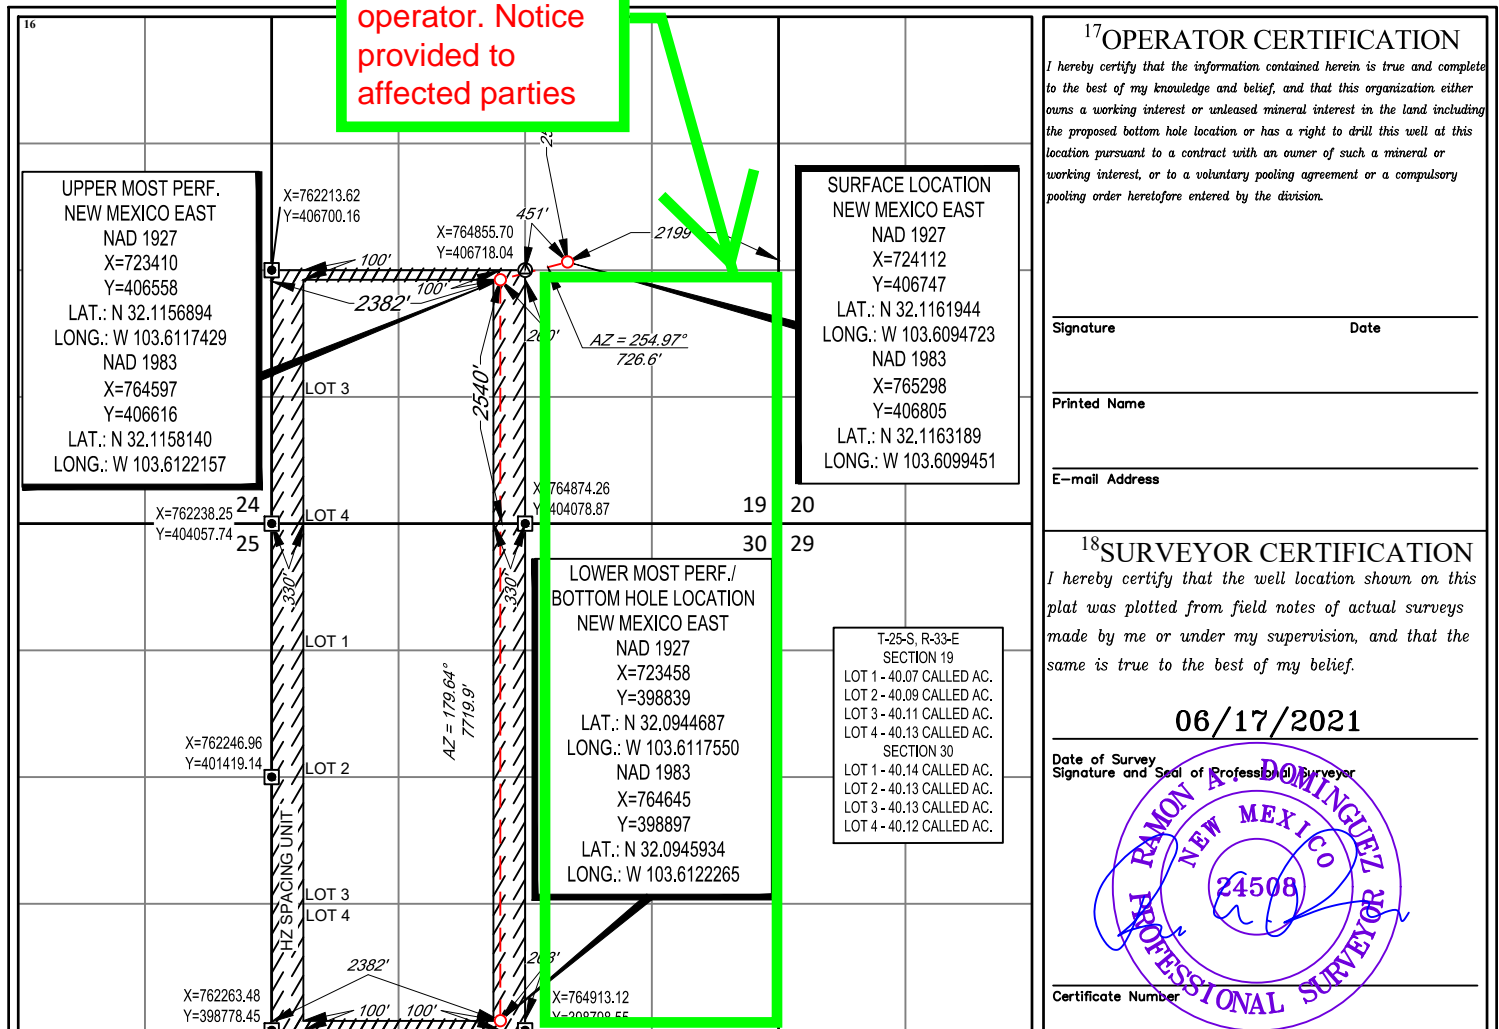 16
operator. Notice
provided to
affected parties
UPPER MOST PERF.
NEW MEXICO EAST
NAD 1927
X=723410
Y=406558
LAT.: N 32.1156894
LONG.: W 103.6117429
NAD 1983
X=764597
Y=406616
LAT.: N 32.1158140
LONG.: W 103.6122157
X=762213.62
Y=406700.16
X=764855.70
Y=406718.04
451'
2199'
SURFACE LOCATION
NEW MEXICO EAST
NAD 1927
X=724112
Y=406747
LAT.: N 32.1161944
LONG.: W 103.6094723
NAD 1983
X=765298
Y=406805
LAT.: N 32.1163189
LONG.: W 103.6099451
100'
100'
2382'
260'
AZ = 254.97°
726.6'
2540'
LOT 3
X=764874.26
Y=404078.87
24
19
20
LOT 4
X=762238.25
Y=404057.74
25
30
29
330'
330'
LOT 1
LOWER MOST PERF./
BOTTOM HOLE LOCATION
NEW MEXICO EAST
NAD 1927
X=723458
Y=398839
LAT.: N 32.0944687
LONG.: W 103.6117550
NAD 1983
X=764645
Y=398897
LAT.: N 32.0945934
LONG.: W 103.6122265
T-25-S, R-33-E
SECTION 19
LOT 1 - 40.07 CALLED AC.
LOT 2 - 40.09 CALLED AC.
LOT 3 - 40.11 CALLED AC.
LOT 4 - 40.13 CALLED AC.
SECTION 30
LOT 1 - 40.14 CALLED AC.
LOT 2 - 40.13 CALLED AC.
LOT 3 - 40.13 CALLED AC.
LOT 4 - 40.12 CALLED AC.
AZ = 179.64°
7719.9'
X=762246.96
Y=401419.14
LOT 2
HZ SPACING UNIT
LOT 3
LOT 4
2382'
X=762263.48
Y=398778.45
100'
100'
X=764913.12
17OPERATOR CERTIFICATION
I hereby certify that the information contained herein is true and complete
to the best of my knowledge and belief, and that this organization either
owns a working interest or unleased mineral interest in the land including
the proposed bottom hole location or has a right to drill this well at this
location pursuant to a contract with an owner of such a mineral or
working interest, or to a voluntary pooling agreement or a compulsory
pooling order heretofore entered by the division.
Signature Date
Printed Name
E-mail Address
18SURVEYOR CERTIFICATION
I hereby certify that the well location shown on this
plat was plotted from field notes of actual surveys
made by me or under my supervision, and that the
same is true to the best of my belief.
06/17/2021
Date of Survey
Signature and Seal of Professional Surveyor
RAMON A. DOMINGUEZ
NEW MEXICO
24508
PROFESSIONAL SURVEYOR
Certificate Number